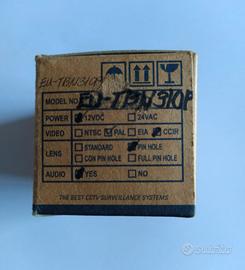 EU-TBN310P
MODEL NO EU-TBN310P
POWER 12VDC 24VAC
VIDEO NTSC PAL EIA CCIR
LENS STANDARD PIN HOLE
CON PIN HOLE FULL PIN HOLE
AUDIO YES NO
THE BEST CCTV SURVEILLANCE SYSTEMS
subito